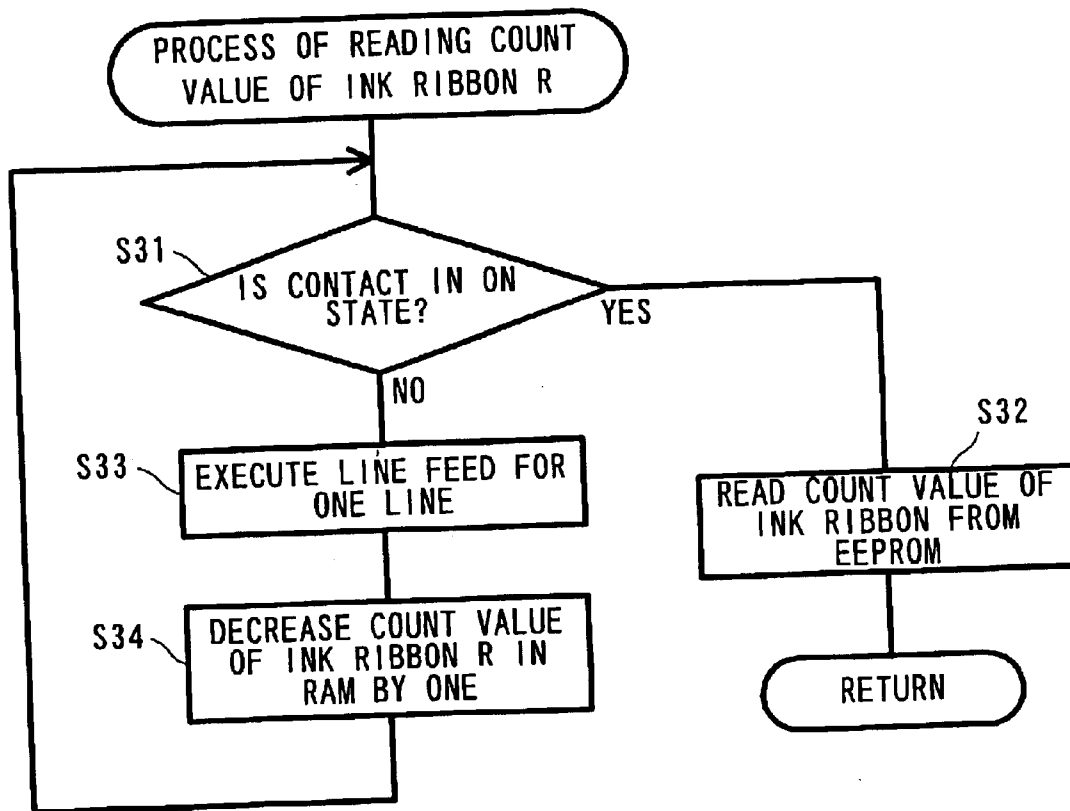 PROCESS OF READING COUNT
VALUE OF INK RIBBON R
S31
IS CONTACT IN ON
STATE?
YES
NO
S33
EXECUTE LINE FEED FOR
ONE LINE
S34
DECREASE COUNT VALUE
OF INK RIBBON R IN
RAM BY ONE
S32
READ COUNT VALUE OF
INK RIBBON FROM
EEPROM
RETURN